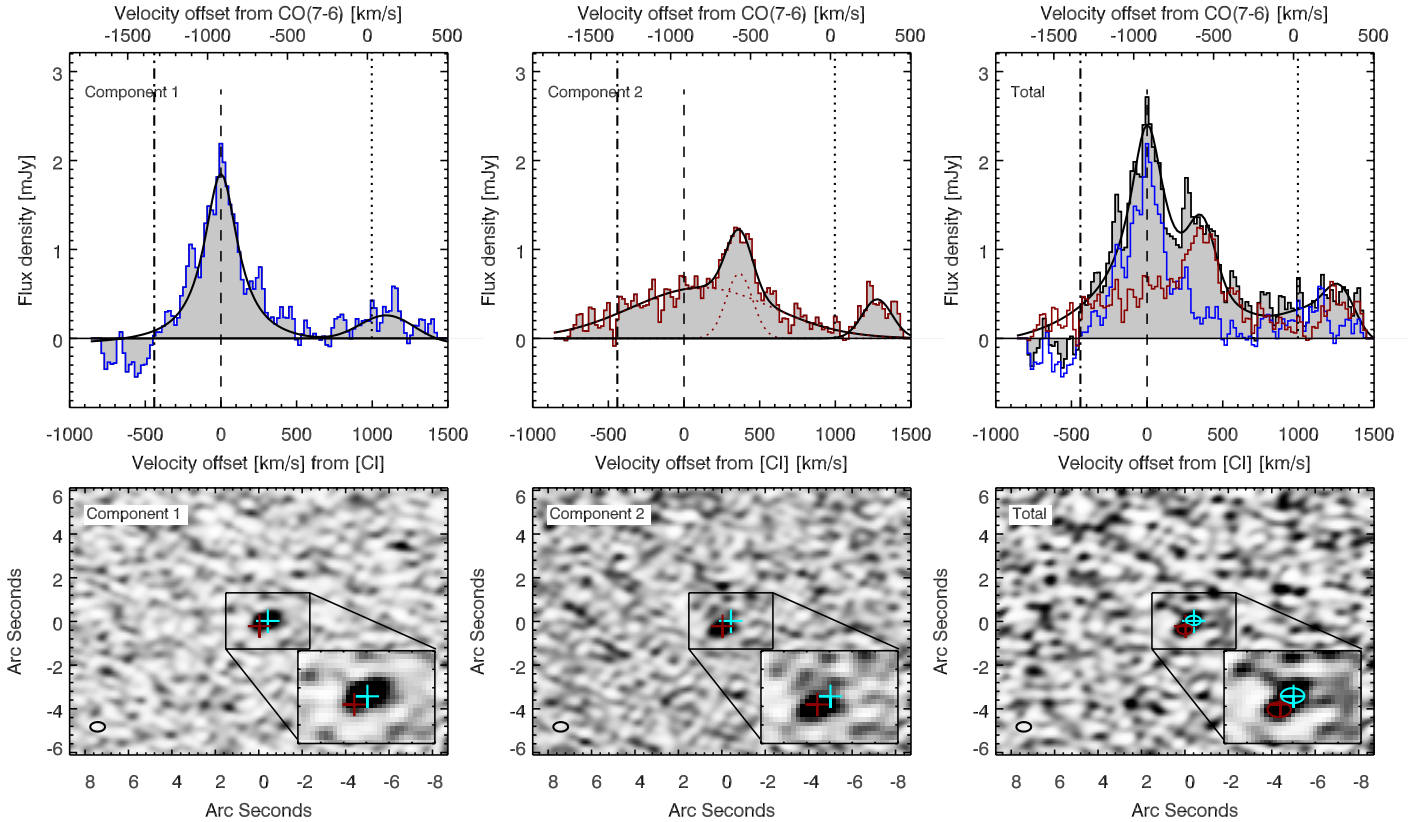 Velocity offset from CO(7-6) [km/s]
-1500 -1000 -500 0 500
Component 1
Flux density [mJy]
3
2
1
0
-1000 -500 0 500 1000 1500
Velocity offset [km/s] from [CI]
Velocity offset from CO(7-6) [km/s]
-1500 -1000 -500 0 500
Component 2
Flux density [mJy]
3
2
1
0
-1000 -500 0 500 1000 1500
Velocity offset from [CI] [km/s]
Velocity offset from CO(7-6) [km/s]
-1500 -1000 -500 0 500
Total
Flux density [mJy]
3
2
1
0
-1000 -500 0 500 1000 1500
Velocity offset from [CI] [km/s]
Component 1
Arc Seconds
6
4
2
0
-2
-4
-6
8 6 4 2 0 -2 -4 -6 -8
Arc Seconds
Component 2
Arc Seconds
6
4
2
0
-2
-4
-6
8 6 4 2 0 -2 -4 -6 -8
Arc Seconds
Total
Arc Seconds
6
4
2
0
-2
-4
-6
8 6 4 2 0 -2 -4 -6 -8
Arc Seconds